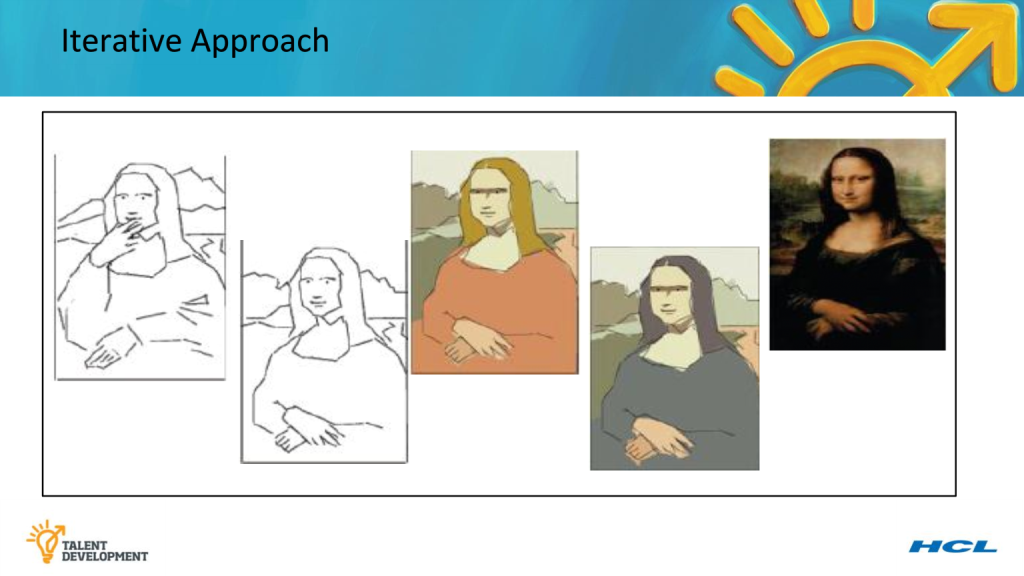 Iterative Approach
TALENT
DEVELOPMENT
HCL